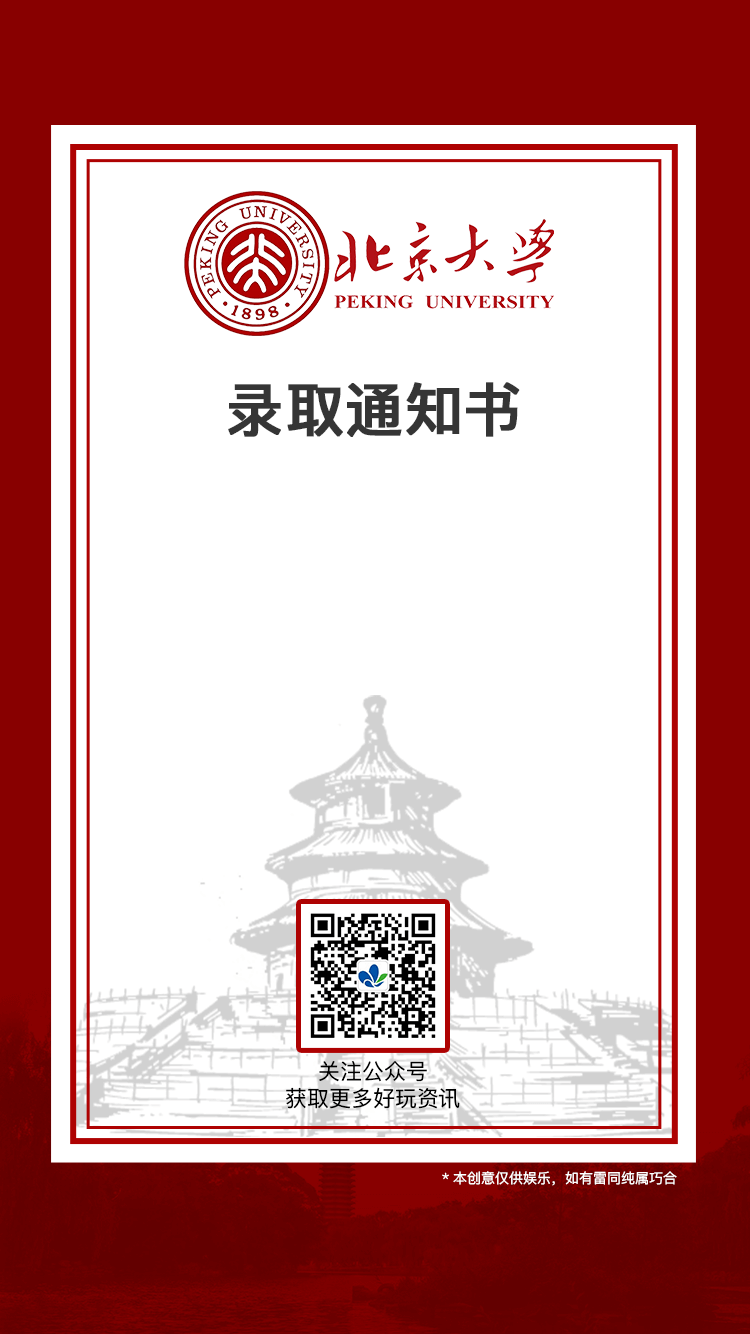 PEKING UNIVERSITY
1898
北京大学
PEKING UNIVERSITY
录取通知书
关注公众号
获取更多好玩资讯
* 本创意仅供娱乐，如有雷同纯属巧合